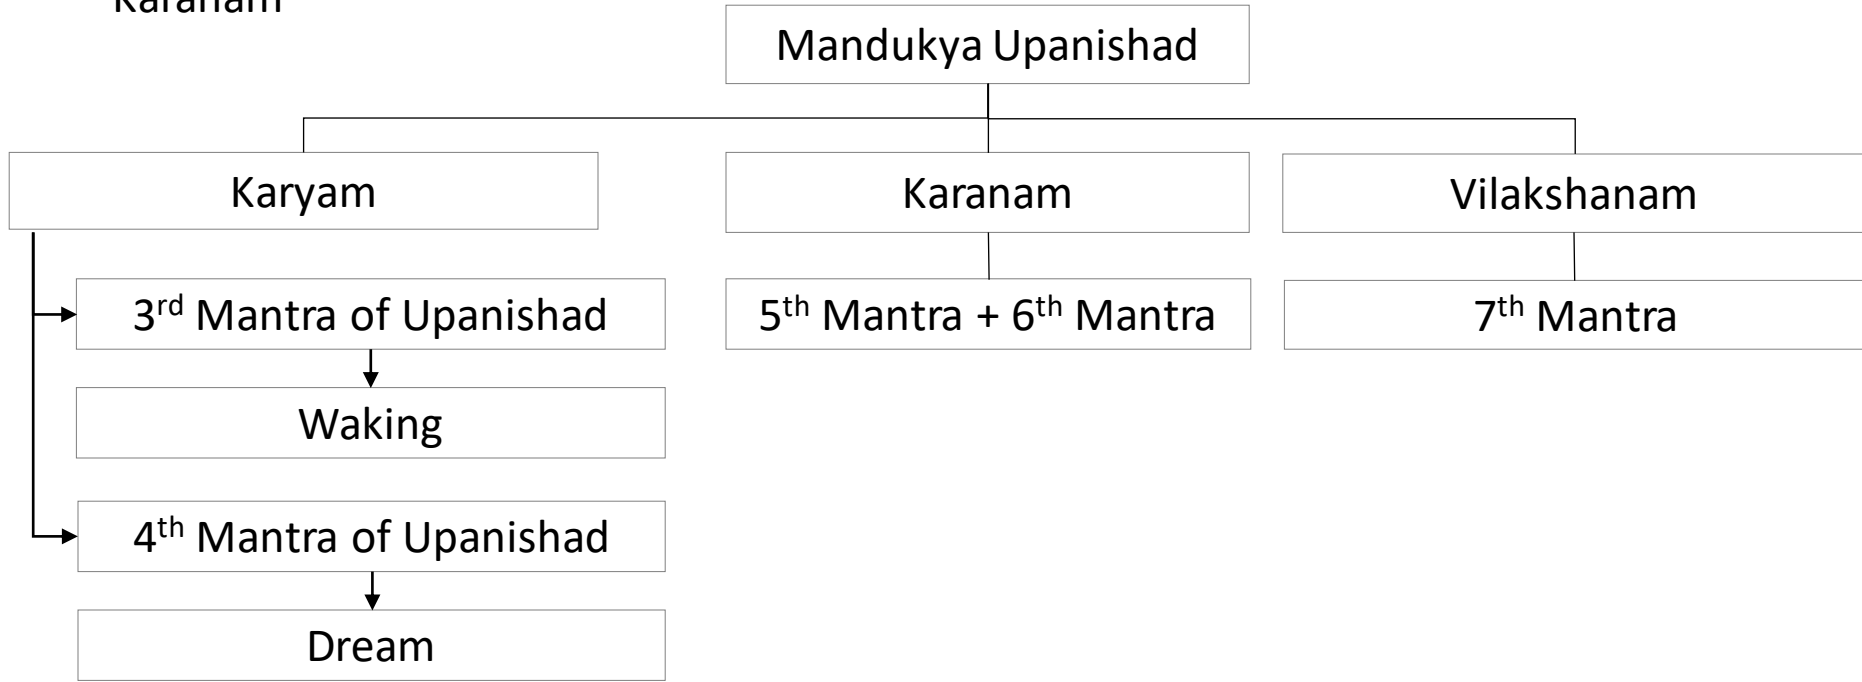 Karanam
Mandukya Upanishad
Karyam
Karanam
Vilakshanam
3rd Mantra of Upanishad
5th Mantra + 6th Mantra
7th Mantra
Waking
4th Mantra of Upanishad
Dream